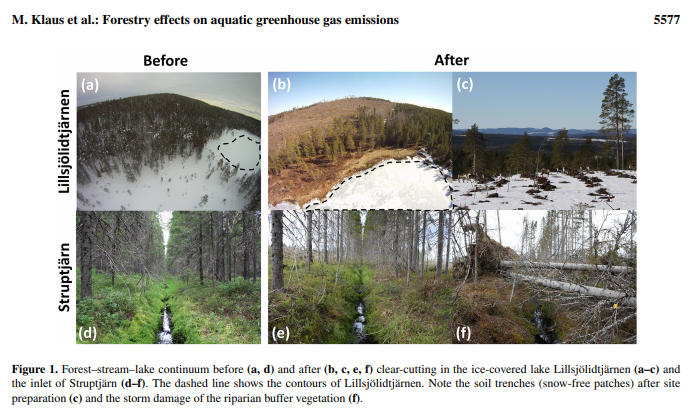 M. Klaus et al.: Forestry effects on aquatic greenhouse gas emissions 5577
Before After
Lillsjölidtjärnen
(a) (b) (c)
Struptjärn
(d) (e) (f)
Figure 1. Forest–stream–lake continuum before (a, d) and after (b, c, e, f) clear-cutting in the ice-covered lake Lillsjölidtjärnen (a–c) and
the inlet of Struptjärn (d–f). The dashed line shows the contours of Lillsjölidtjärnen. Note the soil trenches (snow-free patches) after site
preparation (c) and the storm damage of the riparian buffer vegetation (f).